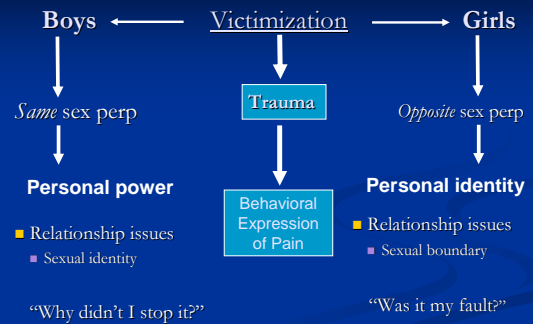 Boys
Victimization
Girls
Trauma
Same sex perp
Opposite sex perp
Personal power
Personal identity
Behavioral
Expression
of Pain
Relationship issues
Sexual identity
Relationship issues
Sexual boundary
“Why didn’t I stop it?”
“Was it my fault?”